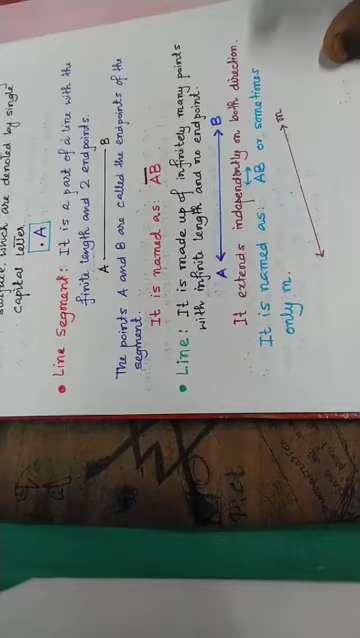 surface, which are denoted by single
capital letter
. A
• Line segment: It is a part of a line with the
finite length and 2 endpoints.
A B
The points A and B are called the endpoints of the
segment.
It is named as: A͞B͞
• Line: It is made up of infinitely many points
with infinite length and no endpoint.
A B
It extends independently on both direction.
It is named as: A⃡B or sometimes
only m.
m